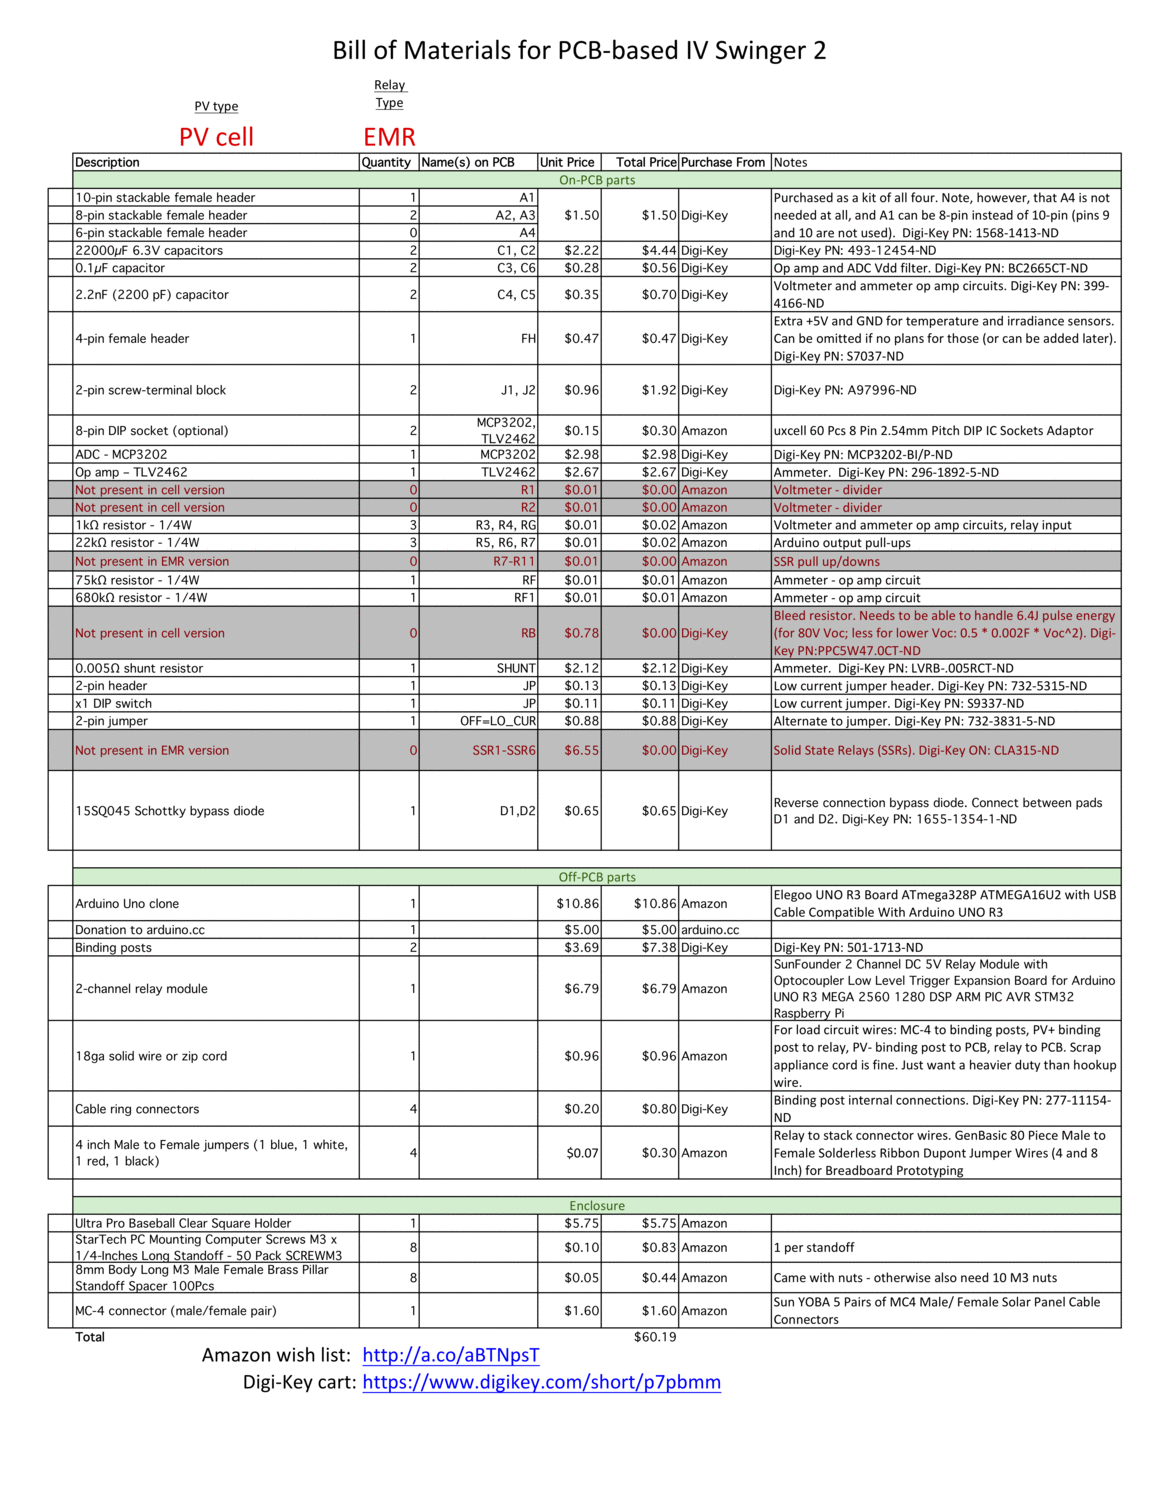 Bill of Materials for PCB-based IV Swinger 2
PV type
Relay
Type
PV cell
EMR
Description Quantity Name(s) on PCB Unit Price Total Price Purchase From Notes
On-PCB parts
10-pin stackable female header 1 A1
8-pin stackable female header 2 A2, A3
6-pin stackable female header 0 A4
$1.50 $1.50 Digi-Key
Purchased as a kit of all four. Note, however, that A4 is not
needed at all, and A1 can be 8-pin instead of 10-pin (pins 9
and 10 are not used). Digi-Key PN: 1568-1413-ND
22000µF 6.3V capacitors 2 C1, C2 $2.22 $4.44 Digi-Key Digi-Key PN: 493-12454-ND
0.1µF capacitor 2 C3, C6 $0.28 $0.56 Digi-Key Op amp and ADC Vdd filter. Digi-Key PN: BC2665CT-ND
2.2nF (2200 pF) capacitor 2 C4, C5 $0.35 $0.70 Digi-Key Voltmeter and ammeter op amp circuits. Digi-Key PN: 399-
4166-ND
4-pin female header 1 FH $0.47 $0.47 Digi-Key Extra +5V and GND for temperature and irradiance sensors.
Can be omitted if no plans for those (or can be added later).
Digi-Key PN: S7037-ND
2-pin screw-terminal block 2 J1, J2 $0.96 $1.92 Digi-Key Digi-Key PN: A97996-ND
8-pin DIP socket (optional) 2 MCP3202,
TLV2462 $0.15 $0.30 Amazon uxcell 60 Pcs 8 Pin 2.54mm Pitch DIP IC Sockets Adaptor
ADC - MCP3202 1 MCP3202 $2.98 $2.98 Digi-Key Digi-Key PN: MCP3202-BI/P-ND
Op amp – TLV2462 1 TLV2462 $2.67 $2.67 Digi-Key Ammeter. Digi-Key PN: 296-1892-5-ND
Not present in cell version 0 R1 $0.01 $0.00 Amazon Voltmeter - divider
Not present in cell version 0 R2 $0.01 $0.00 Amazon Voltmeter - divider
1kΩ resistor - 1/4W 3 R3, R4, RG $0.01 $0.02 Amazon Voltmeter and ammeter op amp circuits, relay input
22kΩ resistor - 1/4W 3 R5, R6, R7 $0.01 $0.02 Amazon Arduino output pull-ups
Not present in EMR version 0 R7-R11 $0.01 $0.00 Amazon SSR pull up/downs
75kΩ resistor - 1/4W 1 RF $0.01 $0.01 Amazon Ammeter - op amp circuit
680kΩ resistor - 1/4W 1 RF1 $0.01 $0.01 Amazon Ammeter - op amp circuit
Not present in cell version 0 RB $0.78 $0.00 Digi-Key Bleed resistor. Needs to be able to handle 6.4J pulse energy
(for 80V Voc; less for lower Voc: 0.5 * 0.002F * Voc^2). Digi-
Key PN:PPC5W47.0CT-ND
0.005Ω shunt resistor 1 SHUNT $2.12 $2.12 Digi-Key Ammeter. Digi-Key PN: LVRB-.005RCT-ND
2-pin header 1 JP $0.13 $0.13 Digi-Key Low current jumper header. Digi-Key PN: 732-5315-ND
x1 DIP switch 1 JP $0.11 $0.11 Digi-Key Low current jumper. Digi-Key PN: S9337-ND
2-pin jumper 1 OFF=LO_CUR $0.88 $0.88 Digi-Key Alternate to jumper. Digi-Key PN: 732-3831-5-ND
Not present in EMR version 0 SSR1-SSR6 $6.55 $0.00 Digi-Key Solid State Relays (SSRs). Digi-Key ON: CLA315-ND
15SQ045 Schottky bypass diode 1 D1,D2 $0.65 $0.65 Digi-Key Reverse connection bypass diode. Connect between pads
D1 and D2. Digi-Key PN: 1655-1354-1-ND
Off-PCB parts
Arduino Uno clone 1 $10.86 $10.86 Amazon Elegoo UNO R3 Board ATmega328P ATMEGA16U2 with USB
Cable Compatible With Arduino UNO R3
Donation to arduino.cc 1 $5.00 $5.00 arduino.cc
Binding posts 2 $3.69 $7.38 Digi-Key Digi-Key PN: 501-1713-ND
2-channel relay module 1 $6.79 $6.79 Amazon SunFounder 2 Channel DC 5V Relay Module with
Optocoupler Low Level Trigger Expansion Board for Arduino
UNO R3 MEGA 2560 1280 DSP ARM PIC AVR STM32
Raspberry Pi
18ga solid wire or zip cord 1 $0.96 $0.96 Amazon For load circuit wires: MC-4 to binding posts, PV+ binding
post to relay, PV- binding post to PCB, relay to PCB. Scrap
appliance cord is fine. Just want a heavier duty than hookup
wire.
Cable ring connectors 4 $0.20 $0.80 Digi-Key Binding post internal connections. Digi-Key PN: 277-11154-
ND
4 inch Male to Female jumpers (1 blue, 1 white,
1 red, 1 black) 4 $0.07 $0.30 Amazon Relay to stack connector wires. GenBasic 80 Piece Male to
Female Solderless Ribbon Dupont Jumper Wires (4 and 8
Inch) for Breadboard Prototyping
Enclosure
Ultra Pro Baseball Clear Square Holder 1 $5.75 $5.75 Amazon
StarTech PC Mounting Computer Screws M3 x
1/4-Inches Long Standoff - 50 Pack SCREWM3 8 $0.10 $0.83 Amazon 1 per standoff
8mm Body Long M3 Male Female Brass Pillar
Standoff Spacer 100Pcs 8 $0.05 $0.44 Amazon Came with nuts - otherwise also need 10 M3 nuts
MC-4 connector (male/female pair) 1 $1.60 $1.60 Amazon Sun YOBA 5 Pairs of MC4 Male/ Female Solar Panel Cable
Connectors
Total $60.19
Amazon wish list: http://a.co/aBTNpsT
Digi-Key cart: https://www.digikey.com/short/p7pbmm